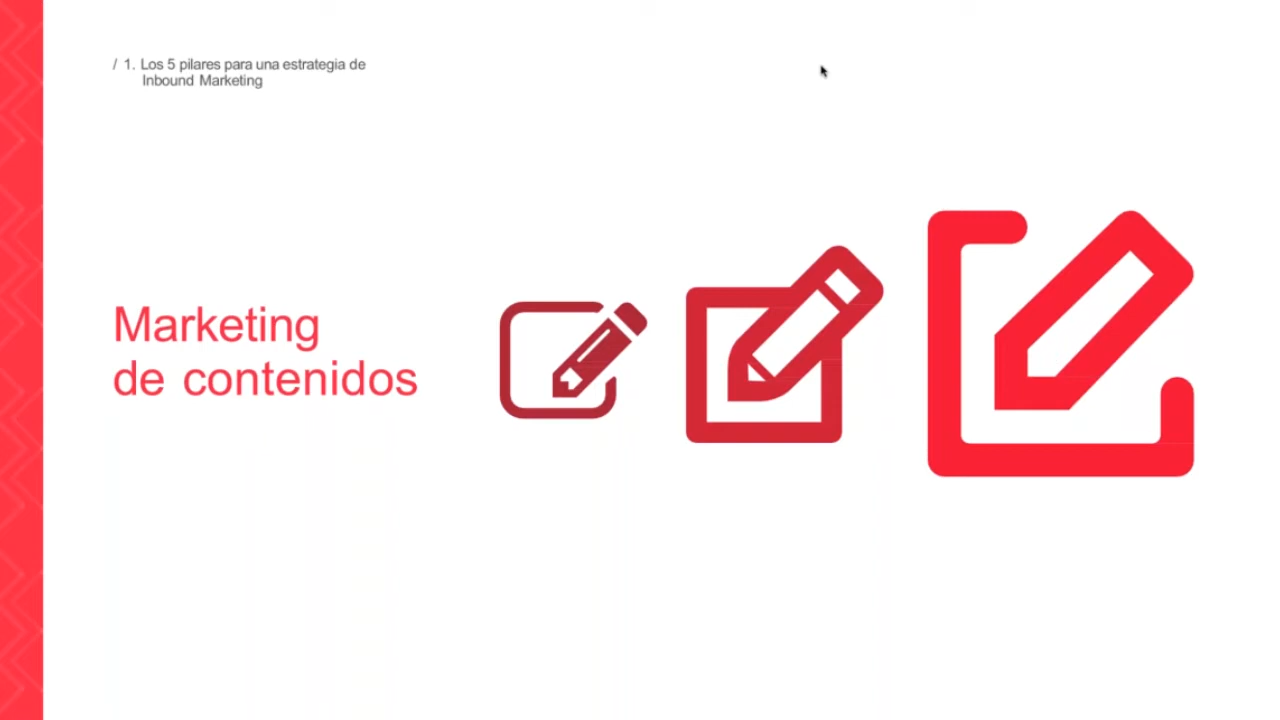 / 1. Los 5 pilares para una estrategia de
Inbound Marketing
Marketing
de contenidos